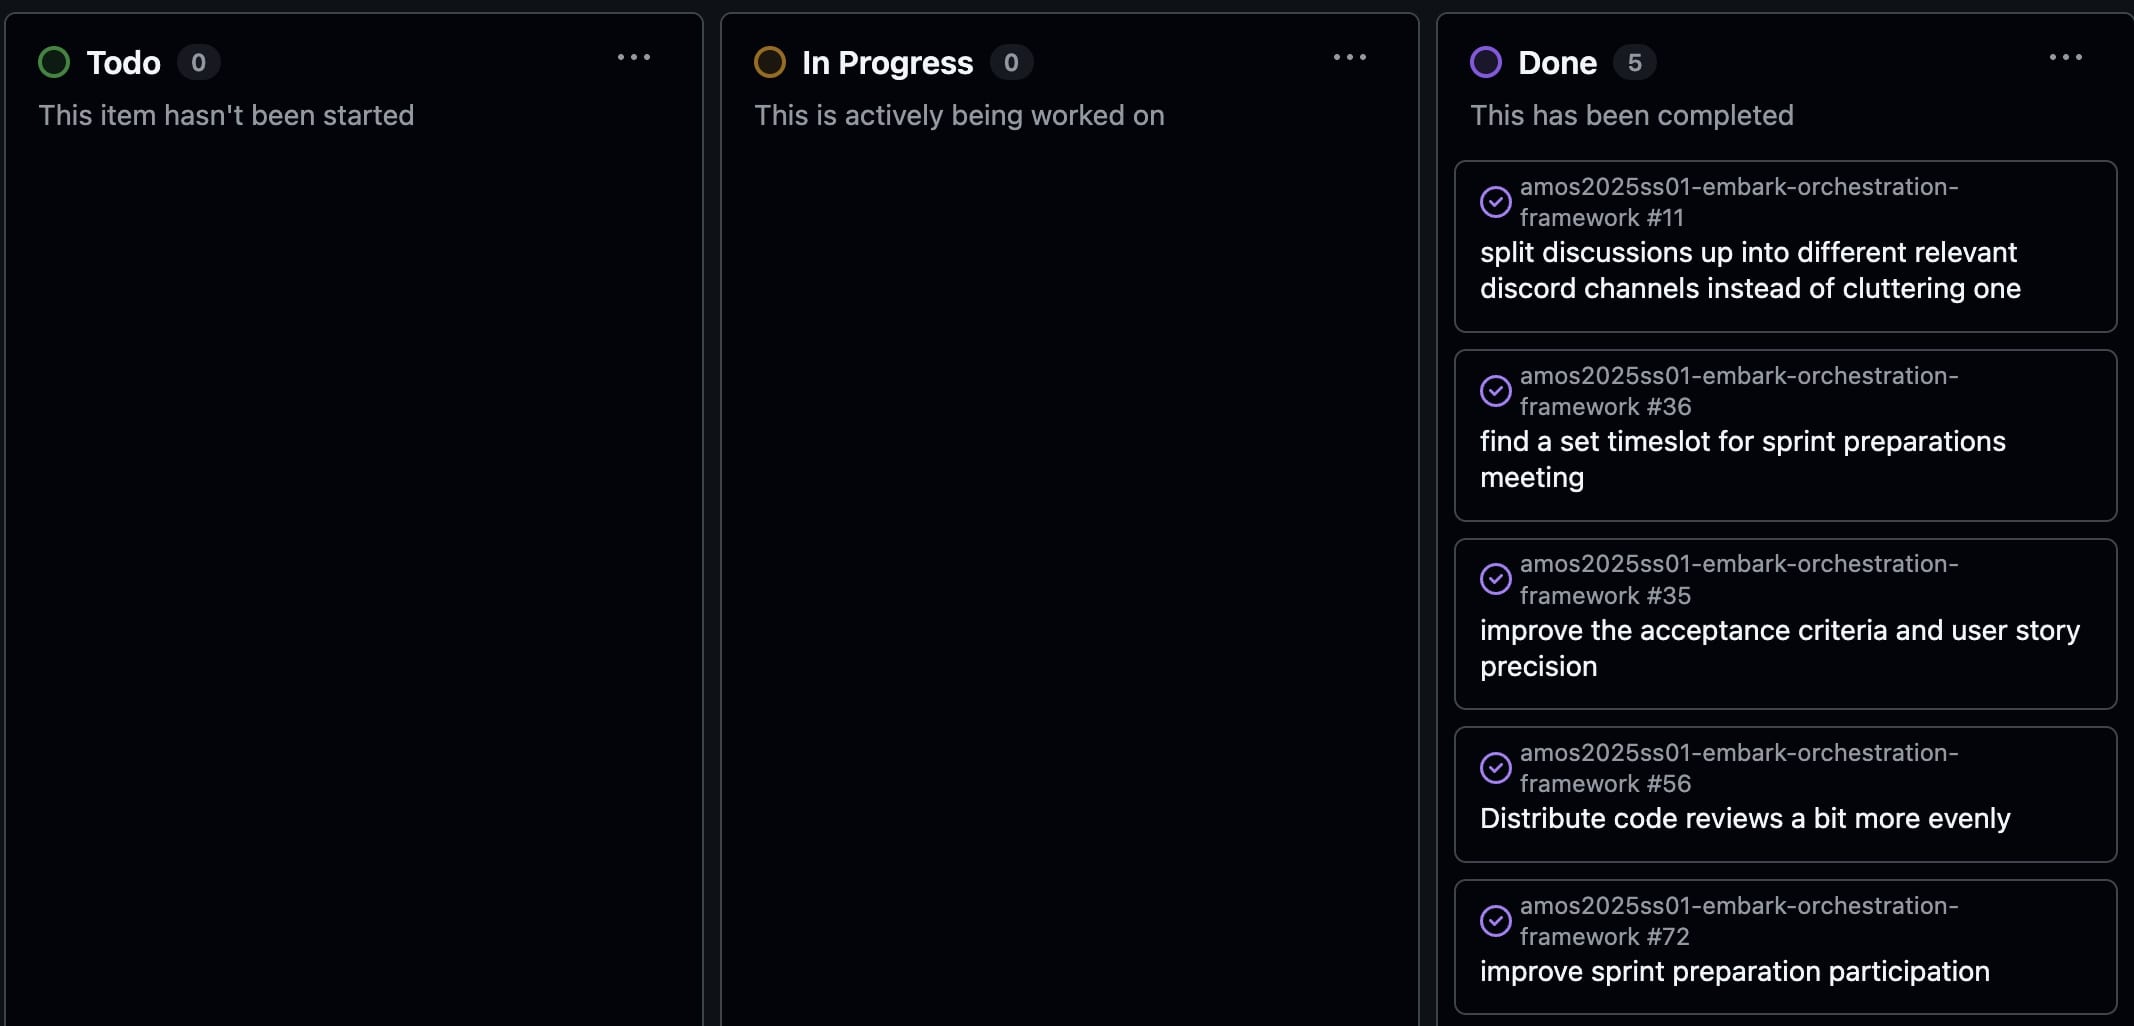 Todo 0
This item hasn't been started
In Progress 0
This is actively being worked on
Done 5
This has been completed
amos2025ss01-embark-orchestration-
framework #11
split discussions up into different relevant
discord channels instead of cluttering one
amos2025ss01-embark-orchestration-
framework #36
find a set timeslot for sprint preparations
meeting
amos2025ss01-embark-orchestration-
framework #35
improve the acceptance criteria and user story
precision
amos2025ss01-embark-orchestration-
framework #56
Distribute code reviews a bit more evenly
amos2025ss01-embark-orchestration-
framework #72
improve sprint preparation participation